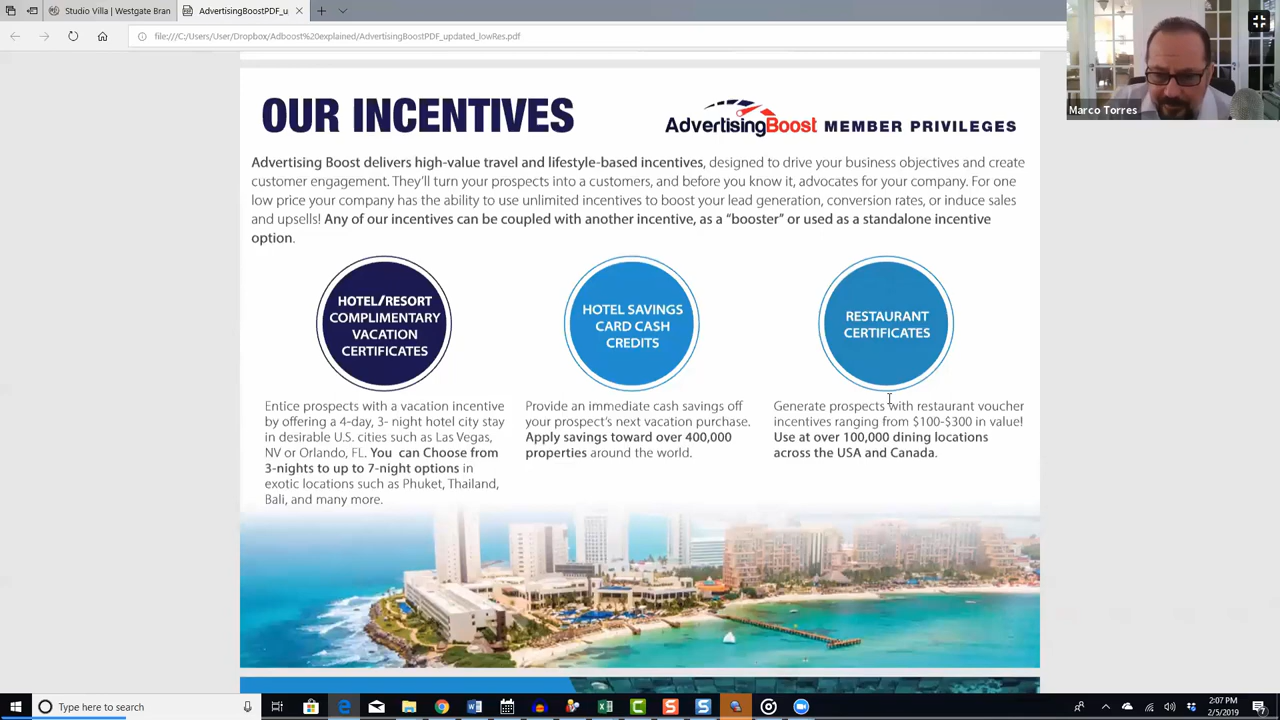 Studio Villa | Westgate Bran
AdvertisingBoostPDF_u
file:///C:/Users/User/Dropbox/Adboost%20explained/AdvertisingBoostPDF_updated_lowRes.pdf
Marco Torres
OUR INCENTIVES
AdvertisingBoost MEMBER PRIVILEGES
Advertising Boost delivers high-value travel and lifestyle-based incentives, designed to drive your business objectives and create
customer engagement. They'll turn your prospects into a customers, and before you know it, advocates for your company. For one
low price your company has the ability to use unlimited incentives to boost your lead generation, conversion rates, or induce sales
and upsells! Any of our incentives can be coupled with another incentive, as a "booster" or used as a standalone incentive
option.
HOTEL/RESORT
COMPLIMENTARY
VACATION
CERTIFICATES
Entice prospects with a vacation incentive
by offering a 4-day, 3- night hotel city stay
in desirable U.S. cities such as Las Vegas,
NV or Orlando, FL. You can Choose from
3-nights to up to 7-night options in
exotic locations such as Phuket, Thailand,
Bali, and many more.
HOTEL SAVINGS
CARD CASH
CREDITS
Provide an immediate cash savings off
your prospect's next vacation purchase.
Apply savings toward over 400,000
properties around the world.
RESTAURANT
CERTIFICATES
Generate prospects with restaurant voucher
incentives ranging from $100-$300 in value!
Use at over 100,000 dining locations
across the USA and Canada.
Type here to search
2:07 PM
2/5/2019